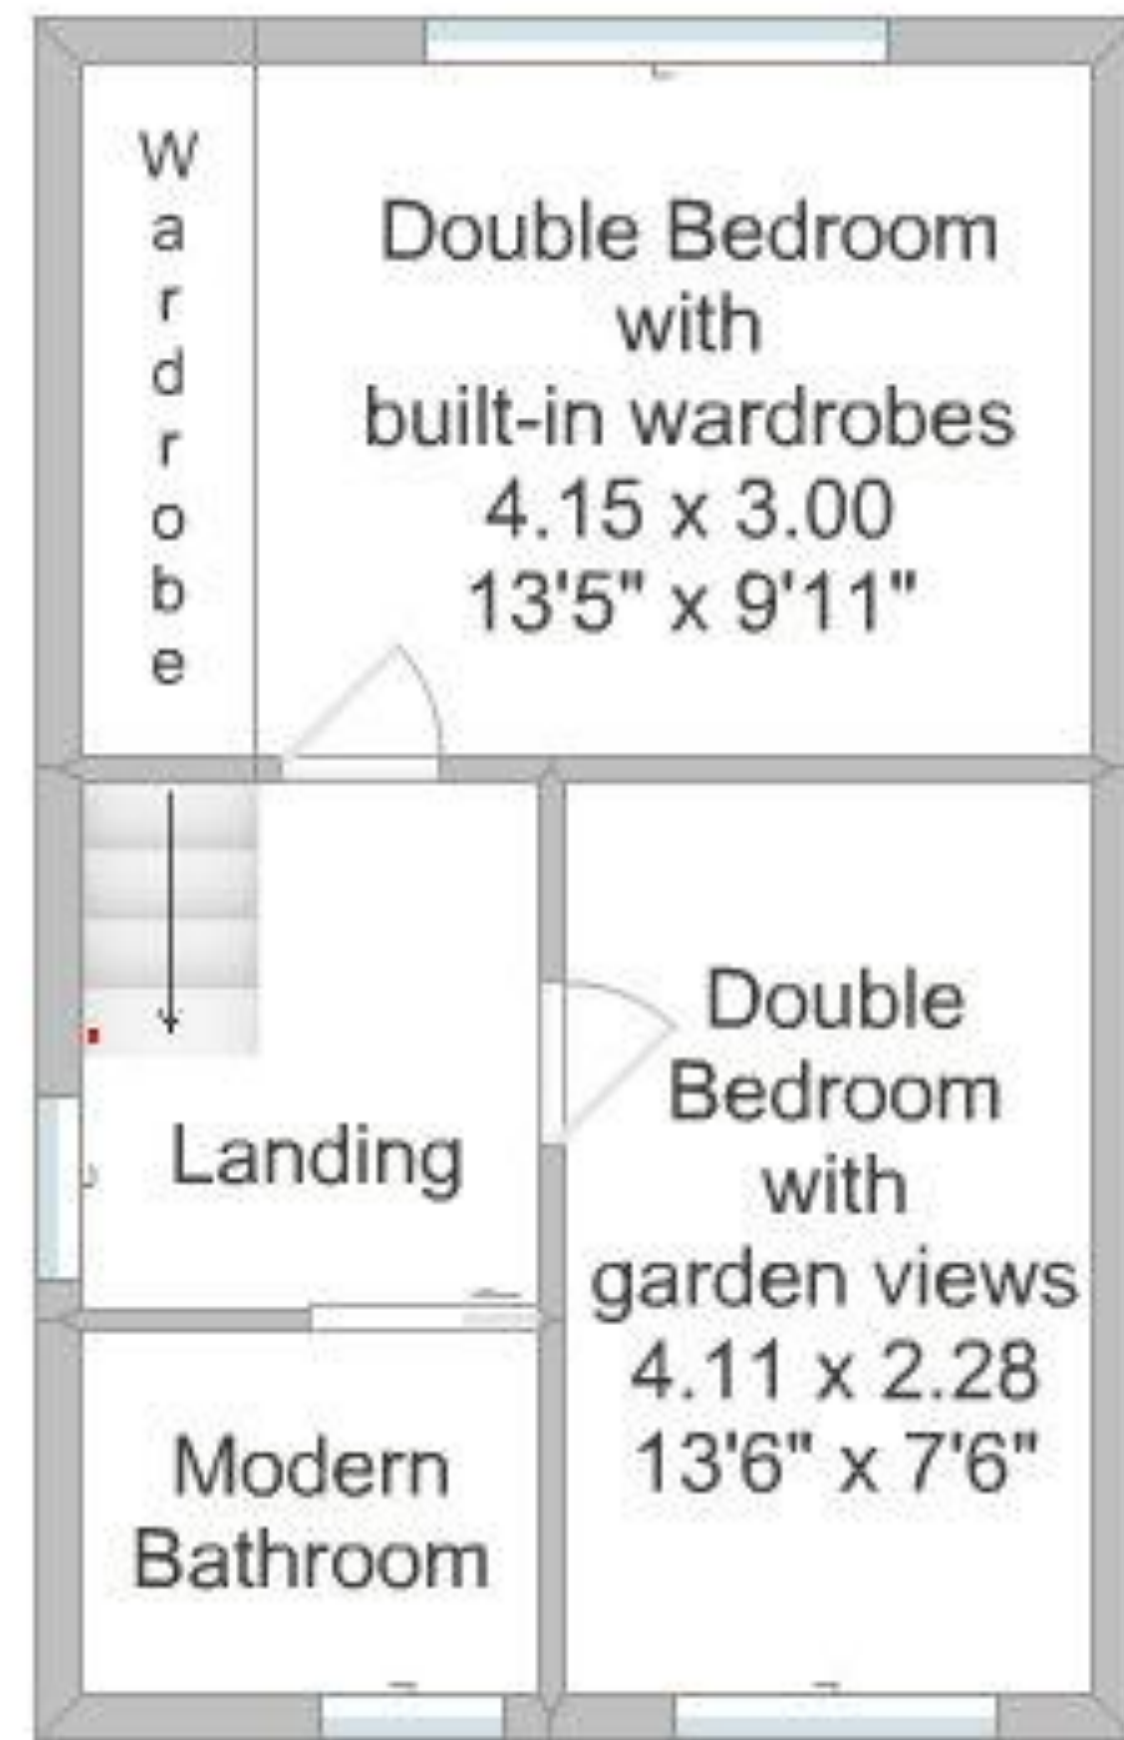 Wardrobe
Double Bedroom
with
built-in wardrobes
4.15 x 3.00
13'5" x 9'11"
Landing
Double
Bedroom
with
garden views
4.11 x 2.28
13'6" x 7'6"
Modern
Bathroom